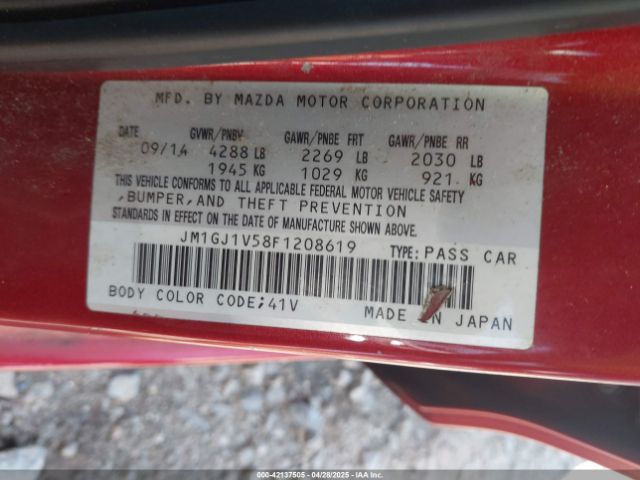 MFD. BY MAZDA MOTOR CORPORATION
DATE GVWR/PNBV GAWR/PNBE FRT GAWR/PNBE RR
09/14 4288 LB 2269 LB 2030 LB
1945 KG 1029 KG 921 KG
THIS VEHICLE CONFORMS TO ALL APPLICABLE FEDERAL MOTOR VEHICLE SAFETY
,BUMPER,AND THEFT PREVENTION
STANDARDS IN EFFECT ON THE DATE OF MANUFACTURE SHOWN ABOVE.
JM1GJ1V58F1208619 TYPE: PASS CAR
BODY COLOR CODE;41V MADE IN JAPAN
000-42137505 - 04/28/2025 - IAAI.COM